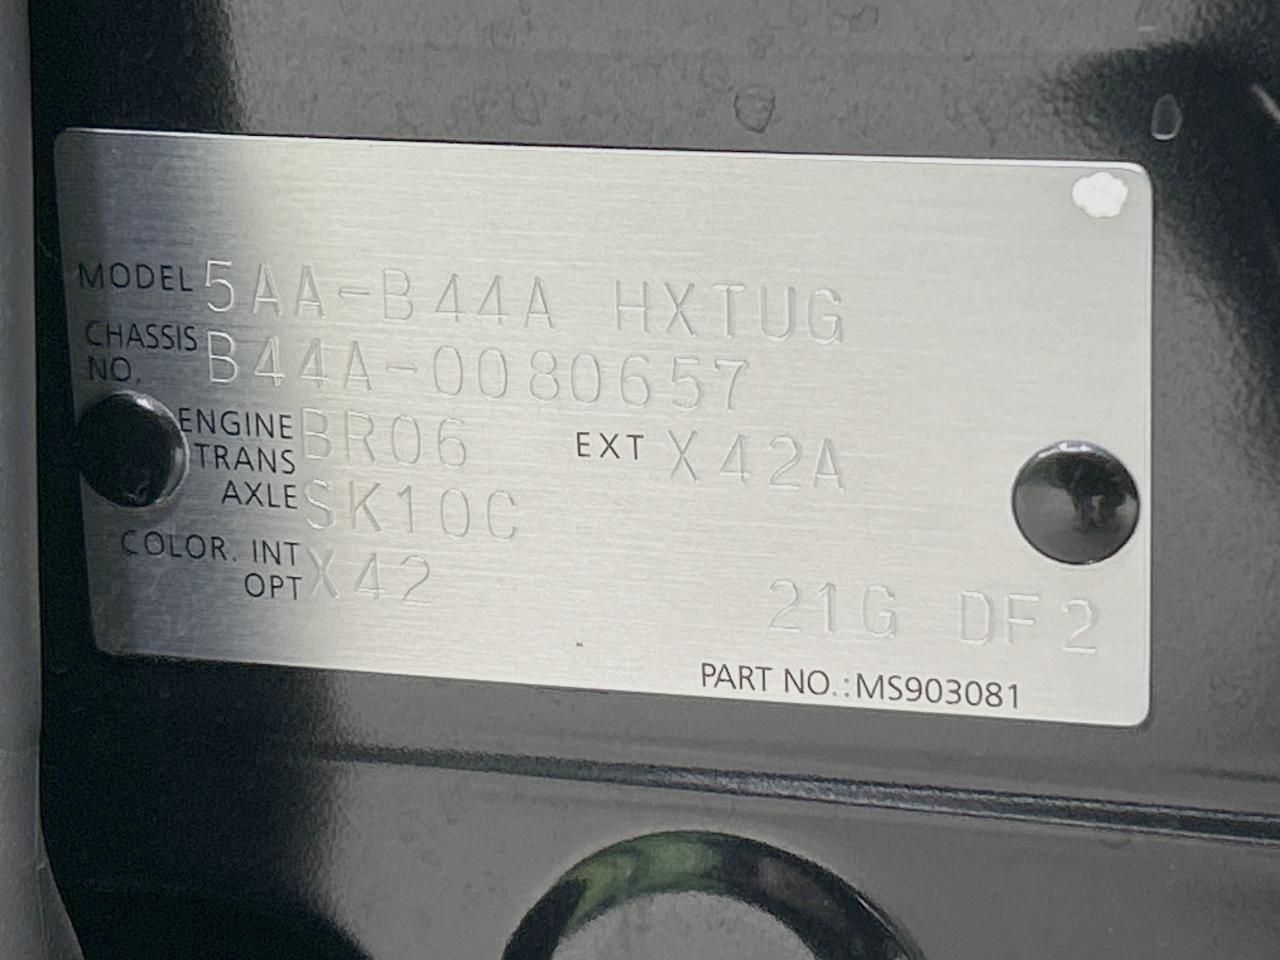 MODEL 5AA-B44A HXTUG
CHASSIS NO. B44A-0080657
ENGINE BR06 EXT X42A
TRANS AXLE SK10C
COLOR. INT X42
OPT 21G DF2
PART NO.:MS903081